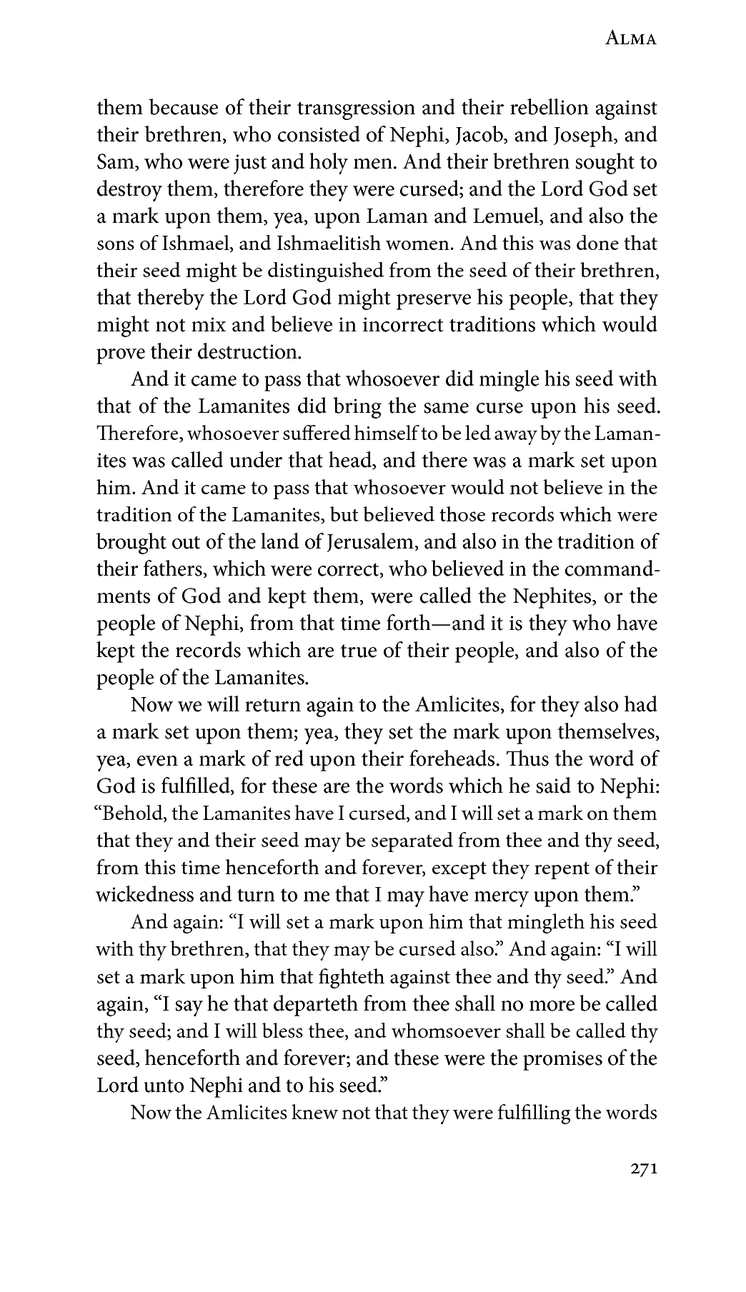 Alma
them because of their transgression and their rebellion against
their brethren, who consisted of Nephi, Jacob, and Joseph, and
Sam, who were just and holy men. And their brethren sought to
destroy them, therefore they were cursed; and the Lord God set
a mark upon them, yea, upon Laman and Lemuel, and also the
sons of Ishmael, and Ishmaelitish women. And this was done that
their seed might be distinguished from the seed of their brethren,
that thereby the Lord God might preserve his people, that they
might not mix and believe in incorrect traditions which would
prove their destruction.
And it came to pass that whosoever did mingle his seed with
that of the Lamanites did bring the same curse upon his seed.
Therefore, whosoever suffered himself to be led away by the Laman-
ites was called under that head, and there was a mark set upon
him. And it came to pass that whosoever would not believe in the
tradition of the Lamanites, but believed those records which were
brought out of the land of Jerusalem, and also in the tradition of
their fathers, which were correct, who believed in the command-
ments of God and kept them, were called the Nephites, or the
people of Nephi, from that time forth—and it is they who have
kept the records which are true of their people, and also of the
people of the Lamanites.
Now we will return again to the Amlicites, for they also had
a mark set upon them; yea, they set the mark upon themselves,
yea, even a mark of red upon their foreheads. Thus the word of
God is fulfilled, for these are the words which he said to Nephi:
“Behold, the Lamanites have I cursed, and I will set a mark on them
that they and their seed may be separated from thee and thy seed,
from this time henceforth and forever, except they repent of their
wickedness and turn to me that I may have mercy upon them.”
And again: “I will set a mark upon him that mingleth his seed
with thy brethren, that they may be cursed also.” And again: “I will
set a mark upon him that fighteth against thee and thy seed.” And
again, “I say he that departeth from thee shall no more be called
thy seed; and I will bless thee, and whomsoever shall be called thy
seed, henceforth and forever; and these were the promises of the
Lord unto Nephi and to his seed.”
Now the Amlicites knew not that they were fulfilling the words
271